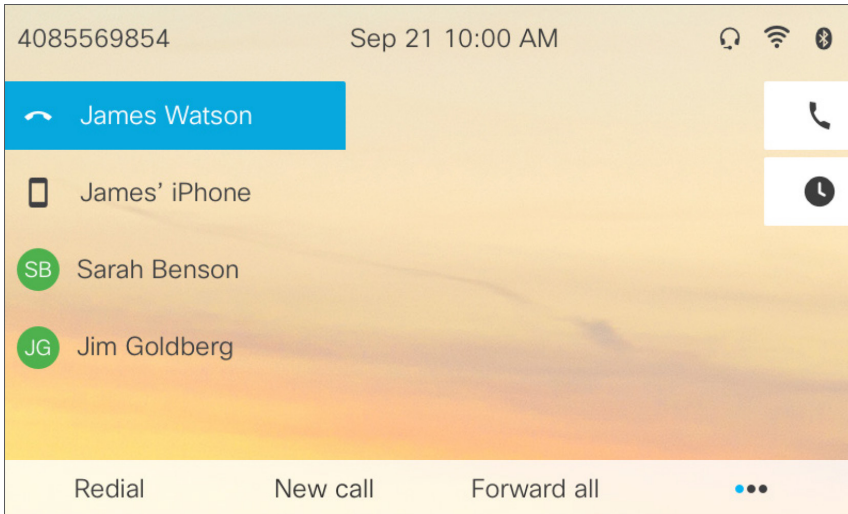 4085569854 Sep 21 10:00 AM
James Watson
James’ iPhone
SB Sarah Benson
JG Jim Goldberg
Redial New call Forward all